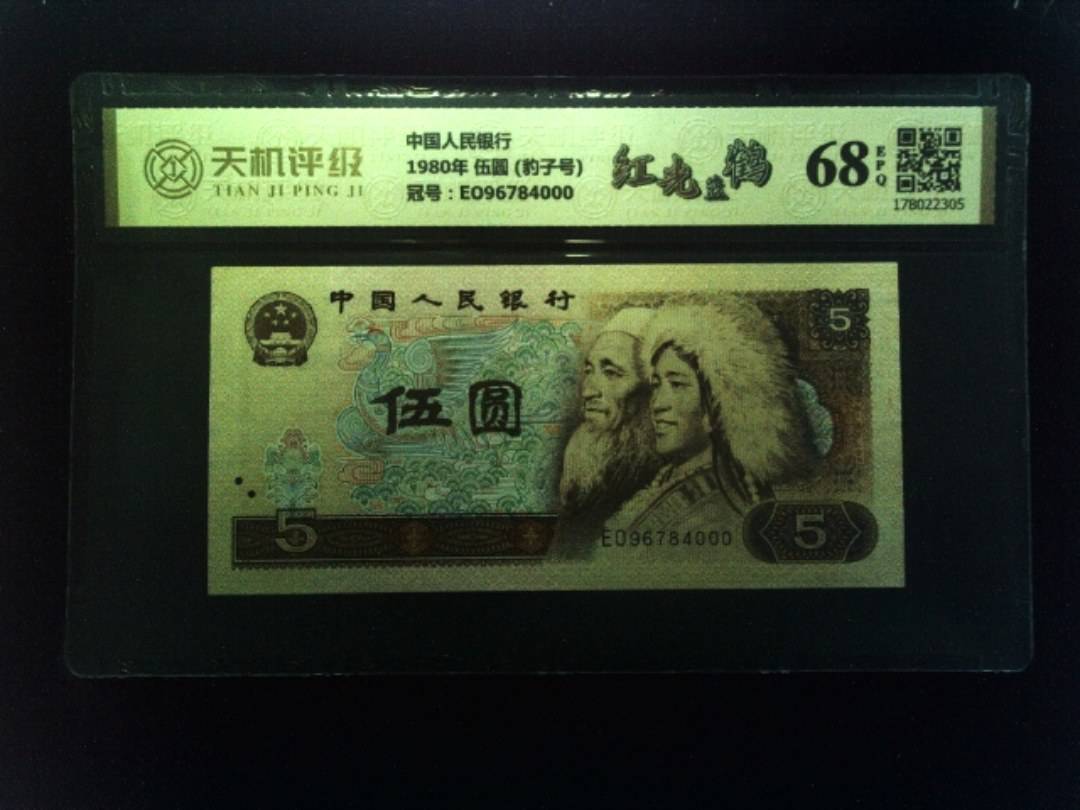 天机评级
TIAN JI PING JI
中国人民银行
1980年 伍圆 (豹子号)
冠号：EO96784000
红光盖鹤
68
EPQ
178022305
中国人民银行
5
伍圆
5
EO96784000
5